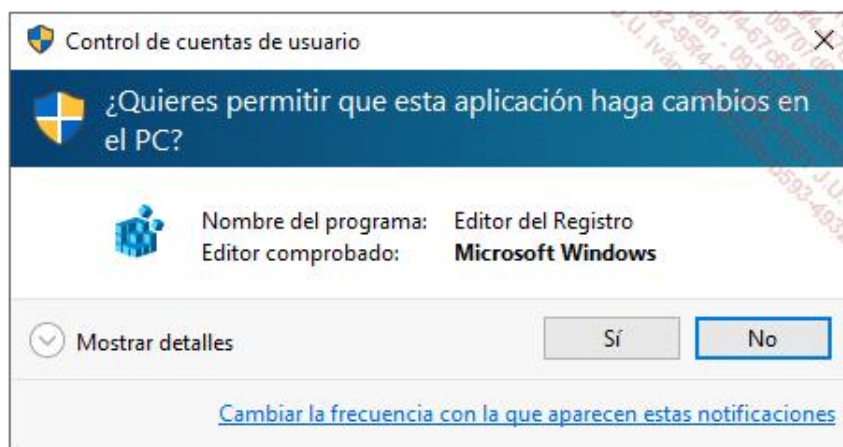 Control de cuentas de usuario
¿Quieres permitir que esta aplicación haga cambios en
el PC?
Nombre del programa: Editor del Registro
Editor comprobado: Microsoft Windows
Mostrar detalles
Sí
No
Cambiar la frecuencia con la que aparecen estas notificaciones